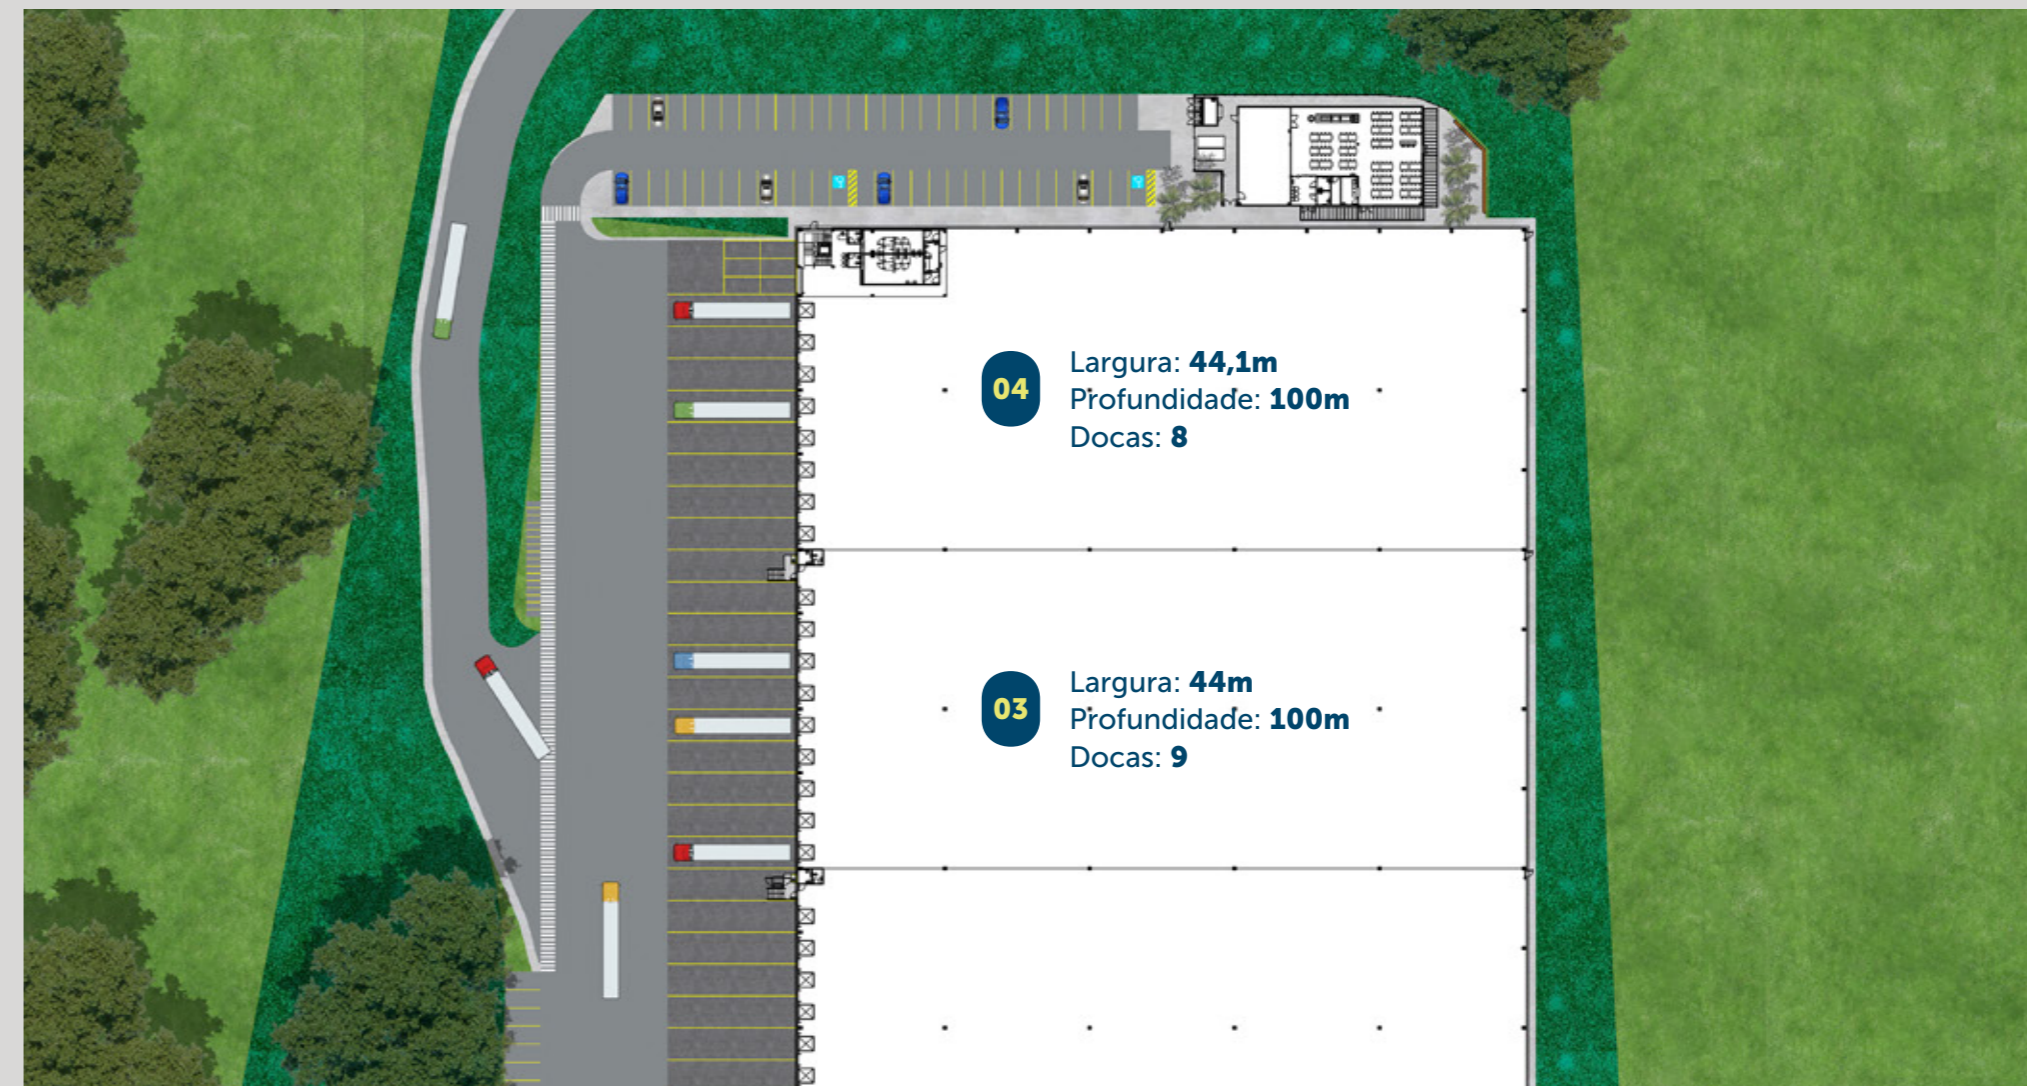 04
Largura: 44,1m
Profundidade: 100m
Docas: 8
03
Largura: 44m
Profundidade: 100m
Docas: 9